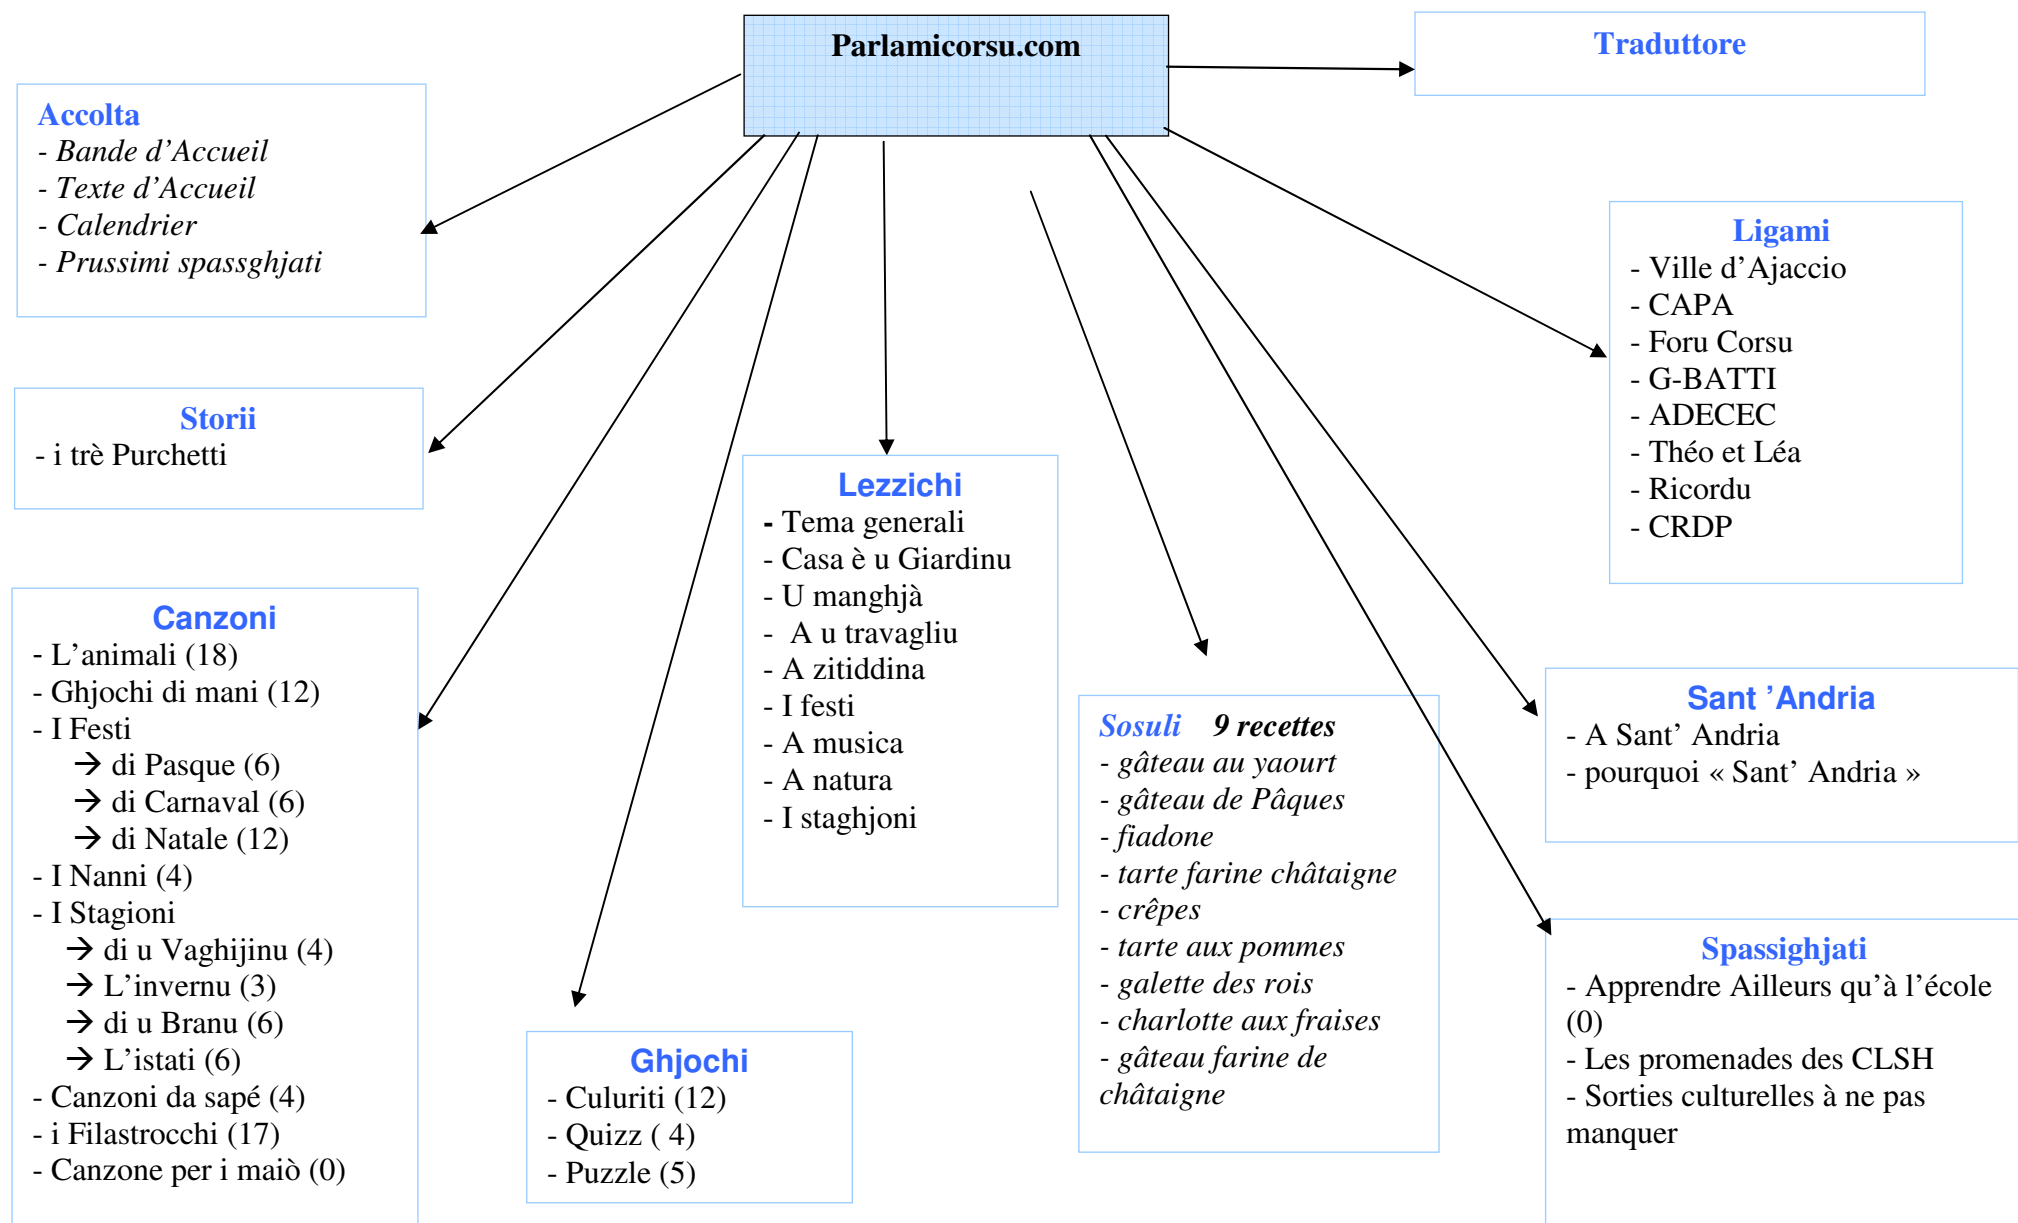 Parlamicorsu.com
Traduttore
Accolta
- Bande d’Accueil
- Texte d’Accueil
- Calendrier
- Prussimi spassghjati
Ligami
- Ville d’Ajaccio
- CAPA
- Foru Corsu
- G-BATTI
- ADECEC
- Théo et Léa
- Ricordu
- CRDP
Storii
- i trè Purchetti
Lezzichi
- Tema generali
- Casa è u Giardinu
- U manghjà
- A u travagliu
- A zitiddina
- I festi
- A musica
- A natura
- I staghjoni
Canzoni
- L’animali (18)
- Ghjochi di mani (12)
- I Festi
→ di Pasque (6)
→ di Carnaval (6)
→ di Natale (12)
- I Nanni (4)
- I Stagioni
→ di u Vaghijinu (4)
→ L’invernu (3)
→ di u Branu (6)
→ L’istati (6)
- Canzoni da sapé (4)
- i Filastrocchi (17)
- Canzone per i maiò (0)
Ghjochi
- Culuriti (12)
- Quizz ( 4)
- Puzzle (5)
Sosuli 9 recettes
- gâteau au yaourt
- gâteau de Pâques
- fiadone
- tarte farine châtaigne
- crêpes
- tarte aux pommes
- galette des rois
- charlotte aux fraises
- gâteau farine de
châtaigne
Sant ’Andria
- A Sant’ Andria
- pourquoi « Sant’ Andria »
Spassighjati
- Apprendre Ailleurs qu’à l’école
(0)
- Les promenades des CLSH
- Sorties culturelles à ne pas
manquer